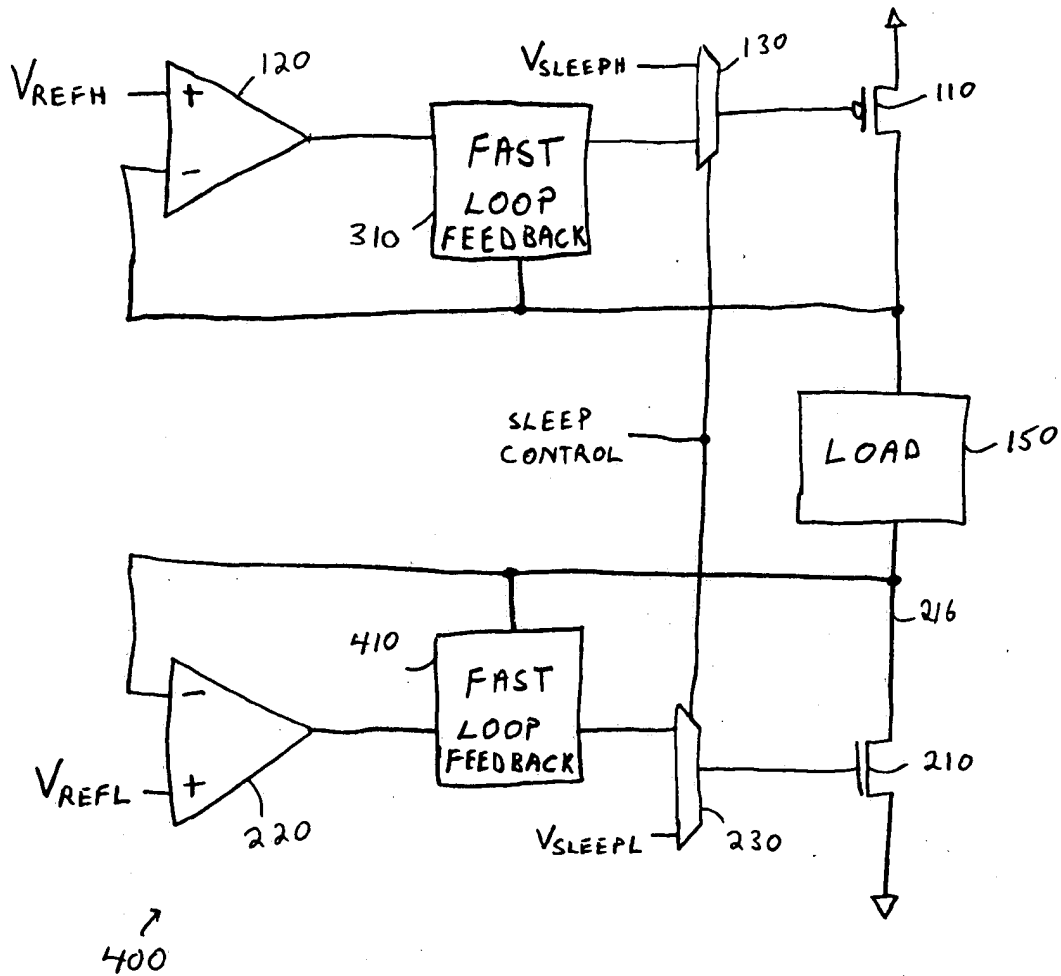 VREFH
+
-
120
FAST
LOOP
FEEDBACK
310
VSLEEPH
130
110
SLEEP
CONTROL
LOAD
150
216
410
FAST
LOOP
FEEDBACK
-
+
VREFL
220
VSLEEPL
230
210
400